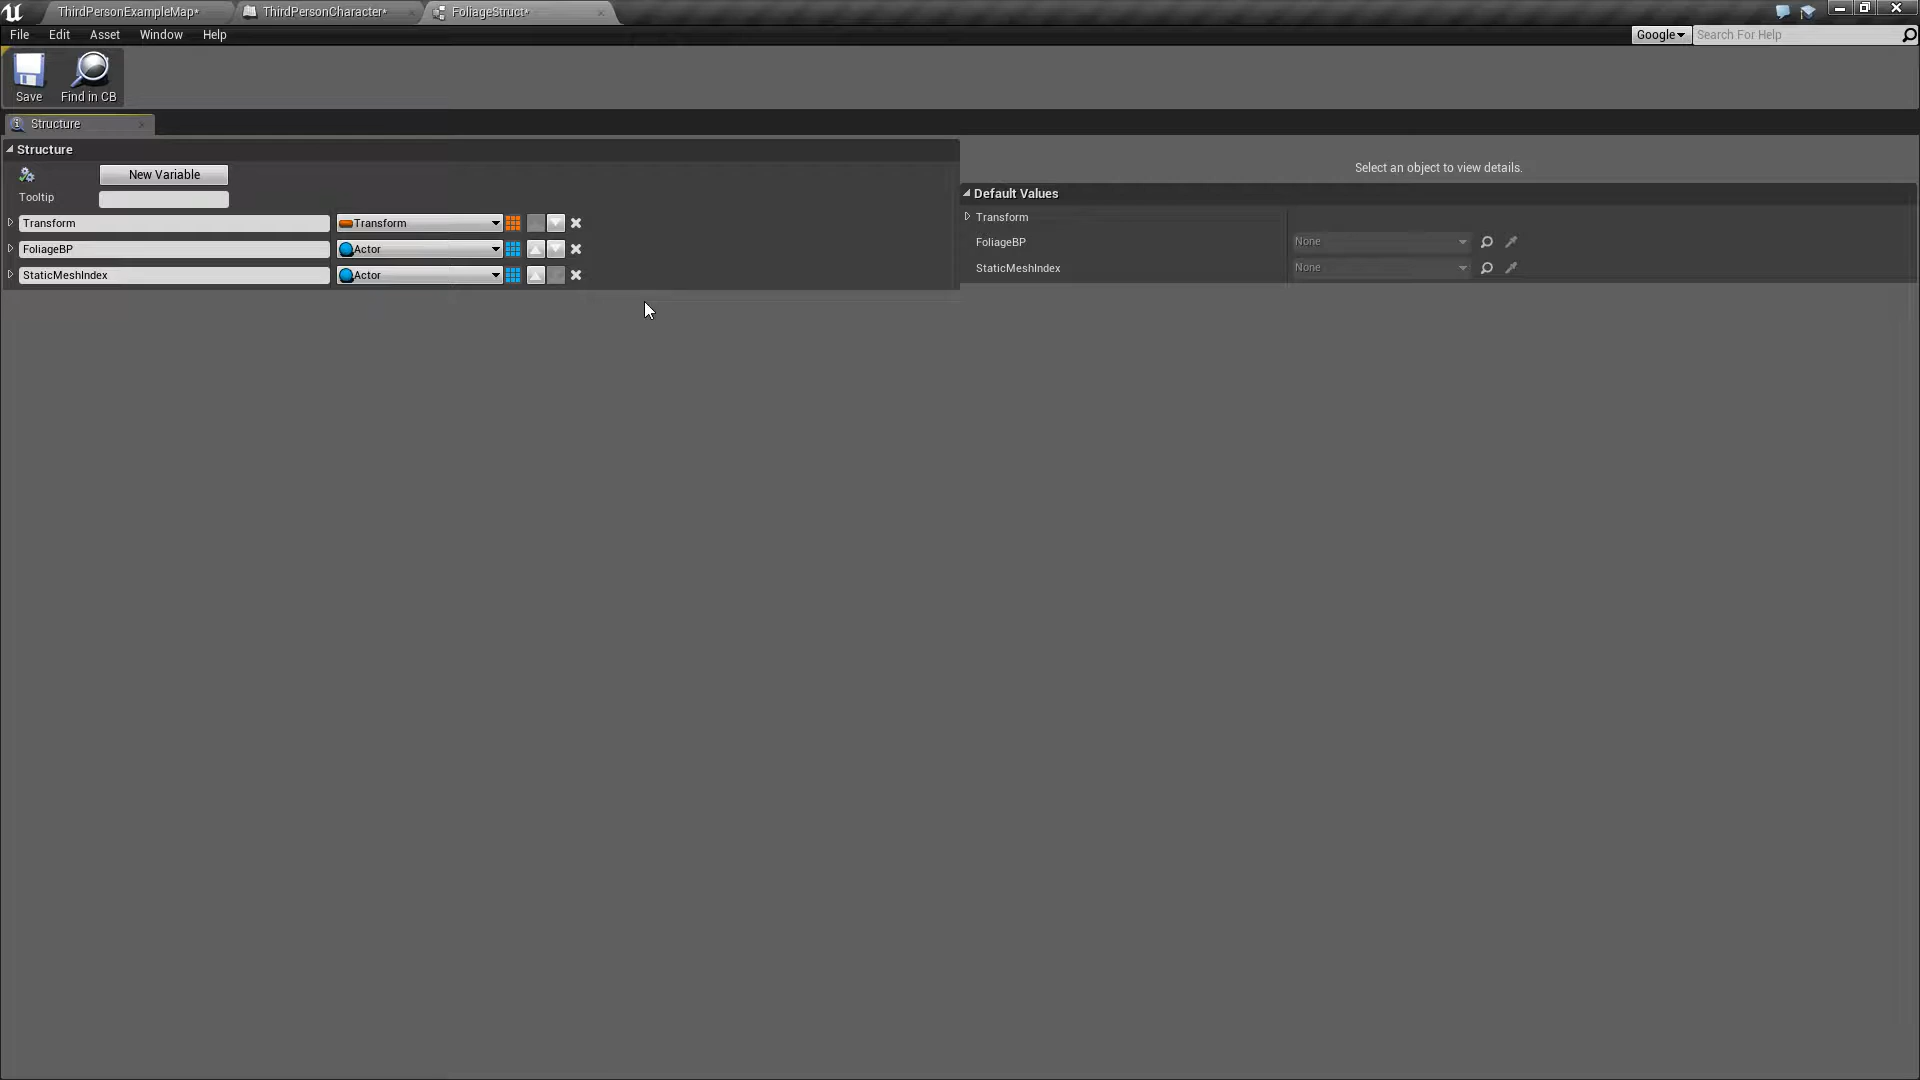 ThirdPersonExampleMap* ThirdPersonCharacter* FoliageStruct*
File Edit Asset Window Help Google Search For Help
Save Find in CB
Structure
Structure
New Variable
Tooltip
Transform Transform
FoliageBP Actor
StaticMeshIndex Actor
Select an object to view details.
Default Values
Transform
FoliageBP None
StaticMeshIndex None